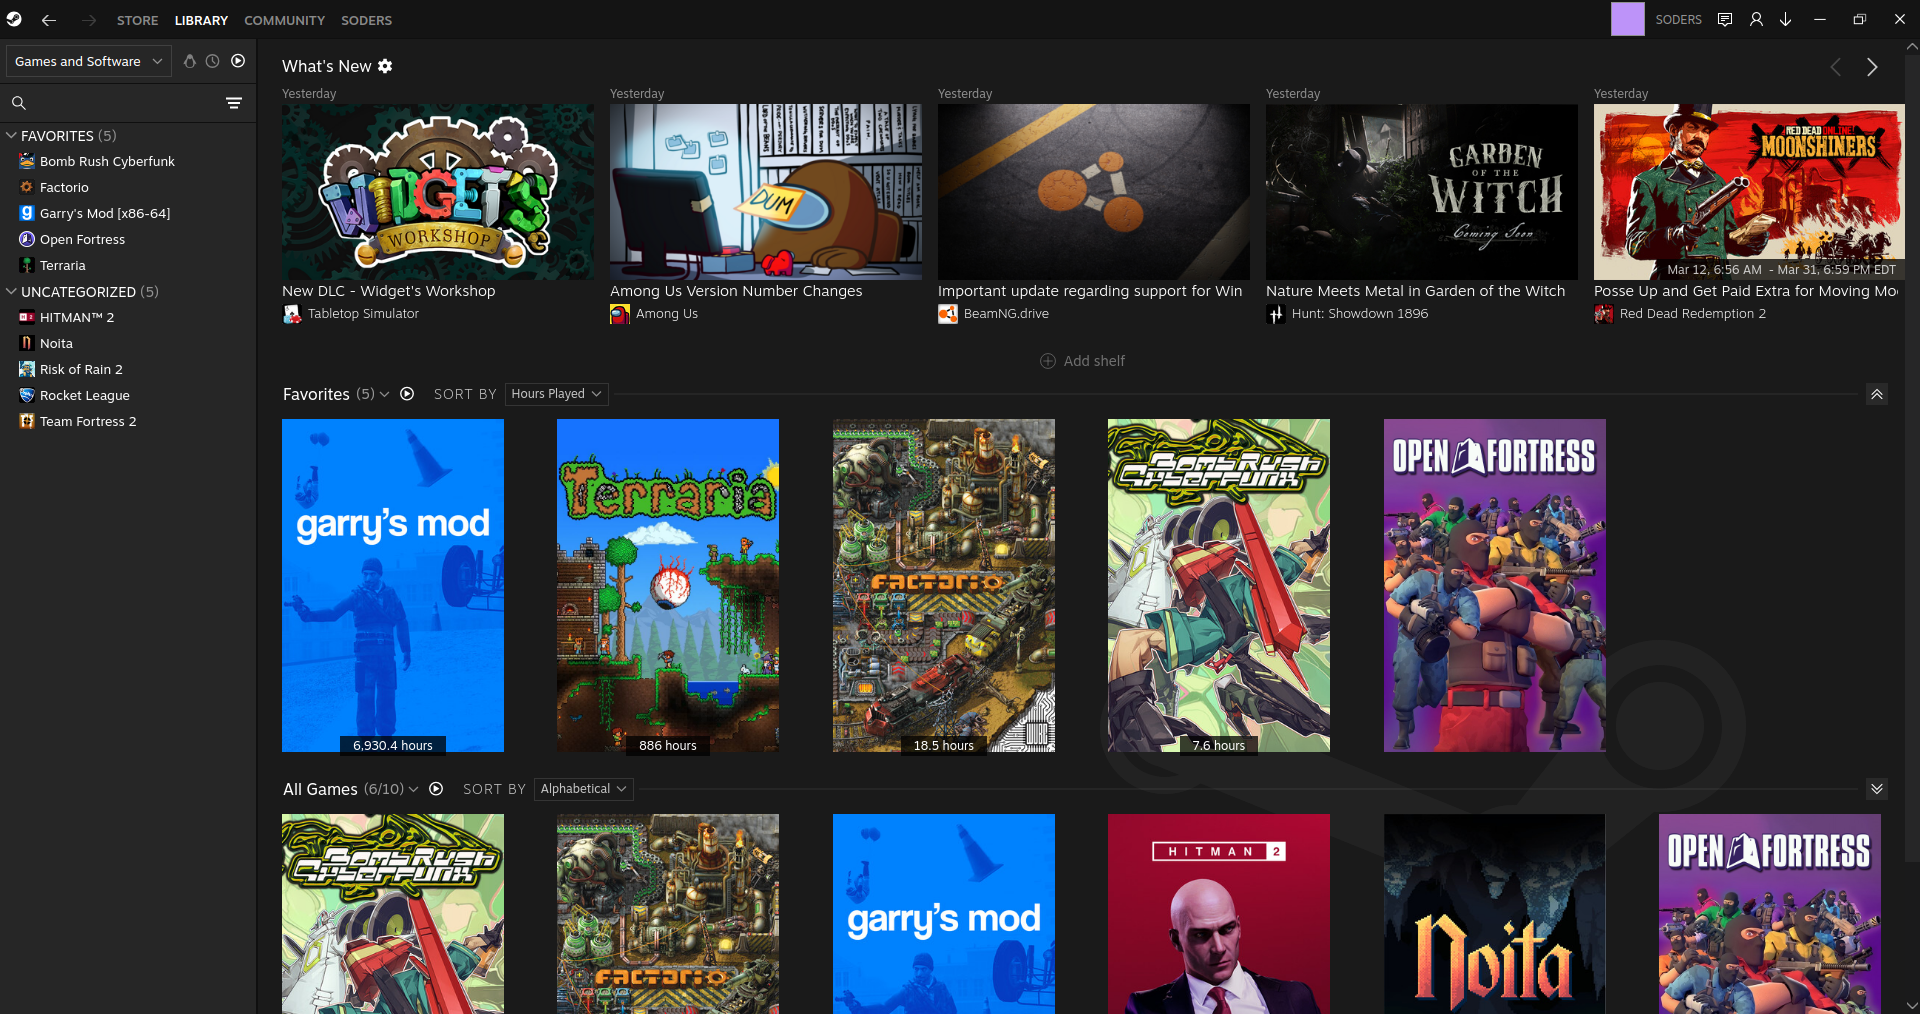 STORE LIBRARY COMMUNITY SODERS
SODERS
Games and Software
FAVORITES (5)
Bomb Rush Cyberfunk
Factorio
Garry's Mod [x86-64]
Open Fortress
Terraria
UNCATEGORIZED (5)
HITMAN™ 2
Noita
Risk of Rain 2
Rocket League
Team Fortress 2
What's New
Yesterday
WIDGET'S
WORKSHOP
New DLC - Widget's Workshop
Tabletop Simulator
Yesterday
DUM
Among Us Version Number Changes
Among Us
Yesterday
Important update regarding support for Win
BeamNG.drive
Yesterday
GARDEN
OF THE
WITCH
Coming Soon
Nature Meets Metal in Garden of the Witch
Hunt: Showdown 1896
Yesterday
RED DEAD ONLINE
MOONSHINERS
Mar 12, 6:56 AM - Mar 31, 6:59 PM EDT
Posse Up and Get Paid Extra for Moving Mo
Red Dead Redemption 2
Add shelf
Favorites (5) SORT BY Hours Played
garry's mod
6,930.4 hours
Terraria
886 hours
FACTORIO
18.5 hours
BOMB RUSH
CYBERFUNK
7.6 hours
OPEN FORTRESS
All Games (6/10) SORT BY Alphabetical
BOMB RUSH
CYBERFUNK
FACTORIO
garry's mod
HITMAN 2
Noita
OPEN FORTRESS